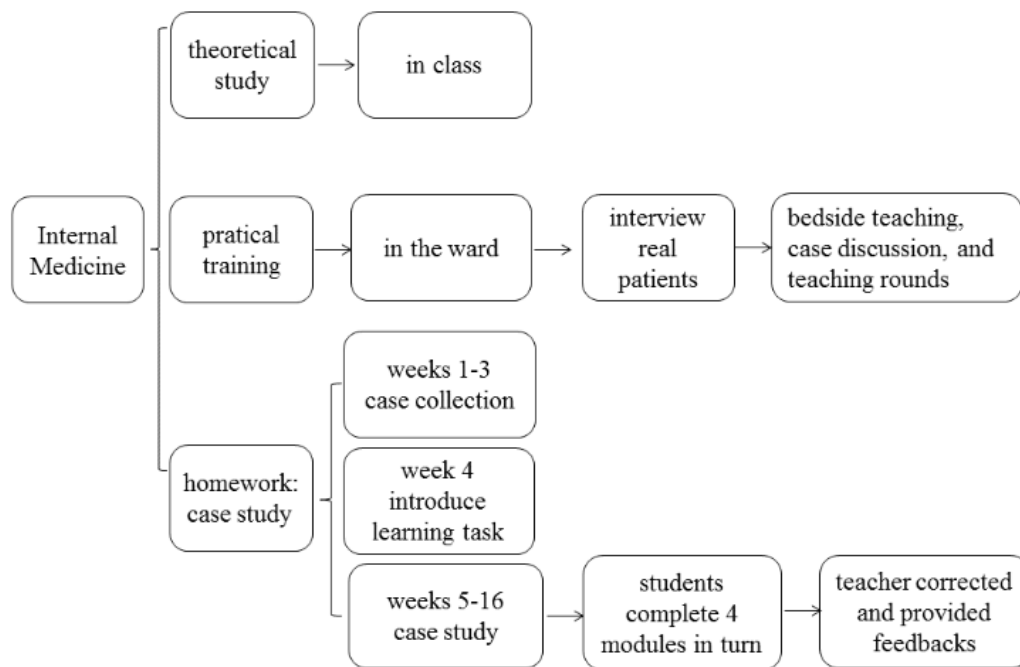 theoretical
study
in class
Internal
Medicine
pratical
training
in the ward
interview
real
patients
bedside teaching,
case discussion, and
teaching rounds
homework:
case study
weeks 1-3
case collection
week 4
introduce
learning task
weeks 5-16
case study
students
complete 4
modules in turn
teacher corrected
and provided
feedbacks